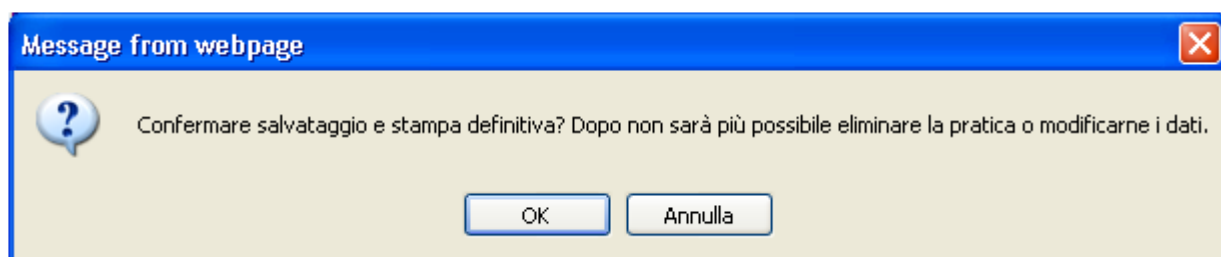 Message from webpage
Confermare salvataggio e stampa definitiva? Dopo non sarà più possibile eliminare la pratica o modificarne i dati.
OK
Annulla